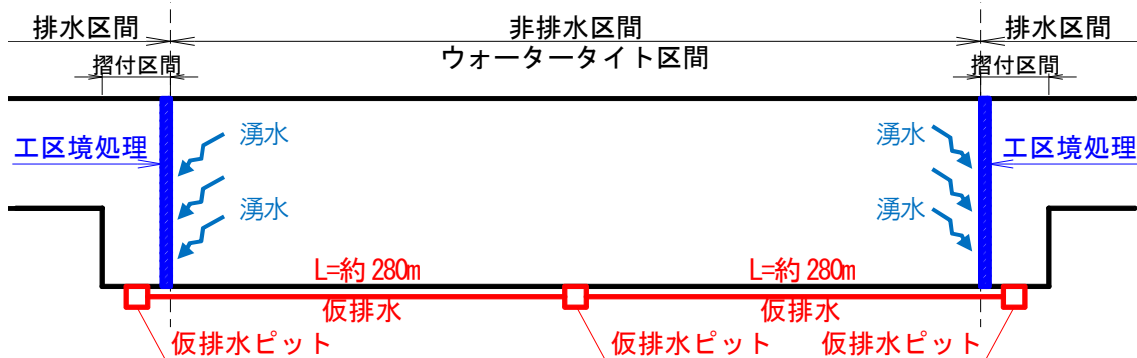 排水区間
非排水区間
排水区間
ウォータータイト区間
摺付区間
摺付区間
湧水
湧水
工区境処理
工区境処理
湧水
湧水
L=約280m
L=約280m
仮排水
仮排水
仮排水ピット
仮排水ピット
仮排水ピット